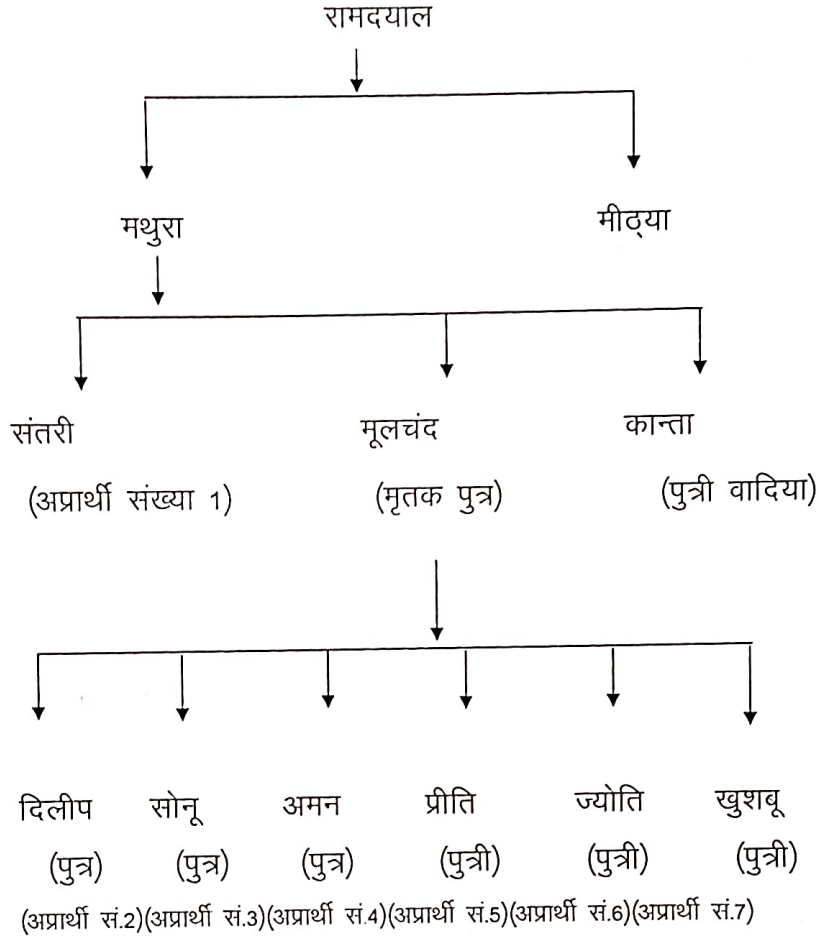 रामदयाल
मथुरा मीठ्या
संतरी मूलचंद कान्ता
(अप्रार्थी संख्या 1) (मृतक पुत्र) (पुत्री वादिया)
दिलीप सोनू अमन प्रीति ज्योति खुशबू
(पुत्र) (पुत्र) (पुत्र) (पुत्री) (पुत्री) (पुत्री)
(अप्रार्थी सं.2)(अप्रार्थी सं.3)(अप्रार्थी सं.4)(अप्रार्थी सं.5)(अप्रार्थी सं.6)(अप्रार्थी सं.7)